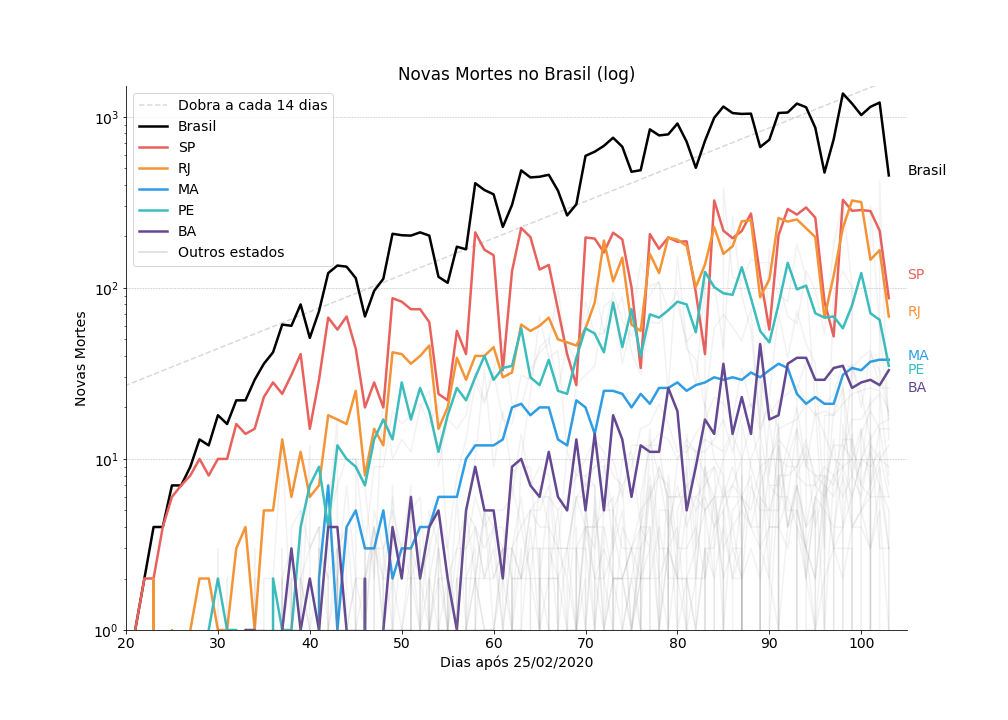 Novas Mortes no Brasil (log)
Dobra a cada 14 dias
Brasil
SP
RJ
MA
PE
BA
Outros estados
10³
10²
10¹
10⁰
Novas Mortes
20 30 40 50 60 70 80 90 100
Dias após 25/02/2020
Brasil
SP
RJ
MA
PE
BA